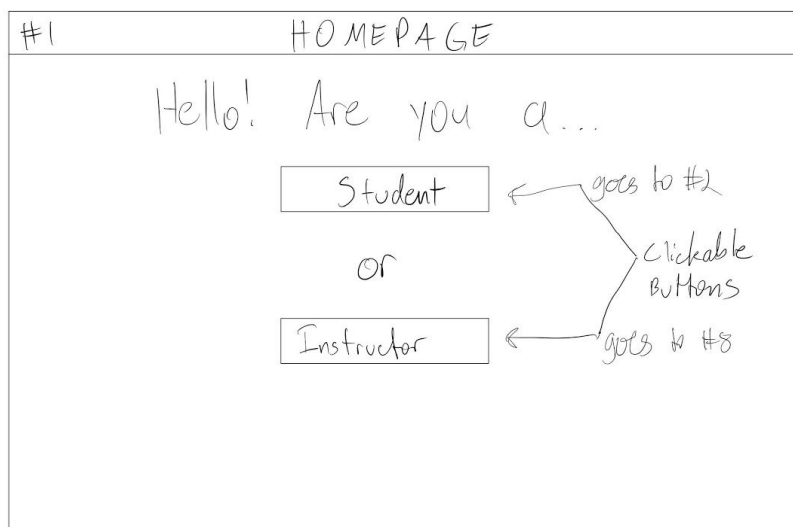 #1 HOMEPAGE
Hello! Are you a...
Student
goes to #2
or
Clickable
Buttons
Instructor
goes to #8